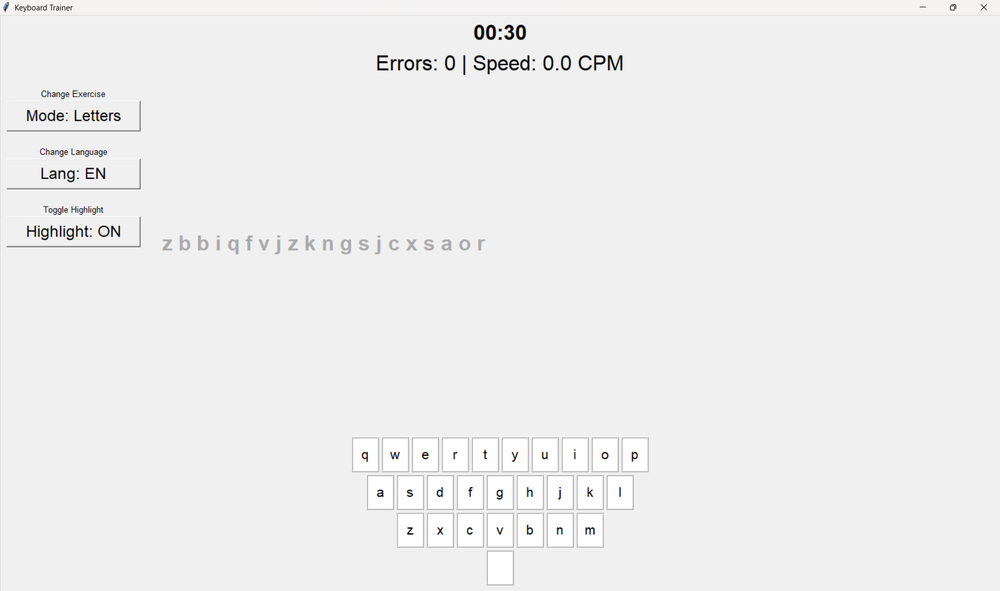 Keyboard Trainer
00:30
Errors: 0 | Speed: 0.0 CPM
Change Exercise
Mode: Letters
Change Language
Lang: EN
Toggle Highlight
Highlight: ON
z b b i q f v j z k n g s j c x s a o r
q w e r t y u i o p
a s d f g h j k l
z x c v b n m